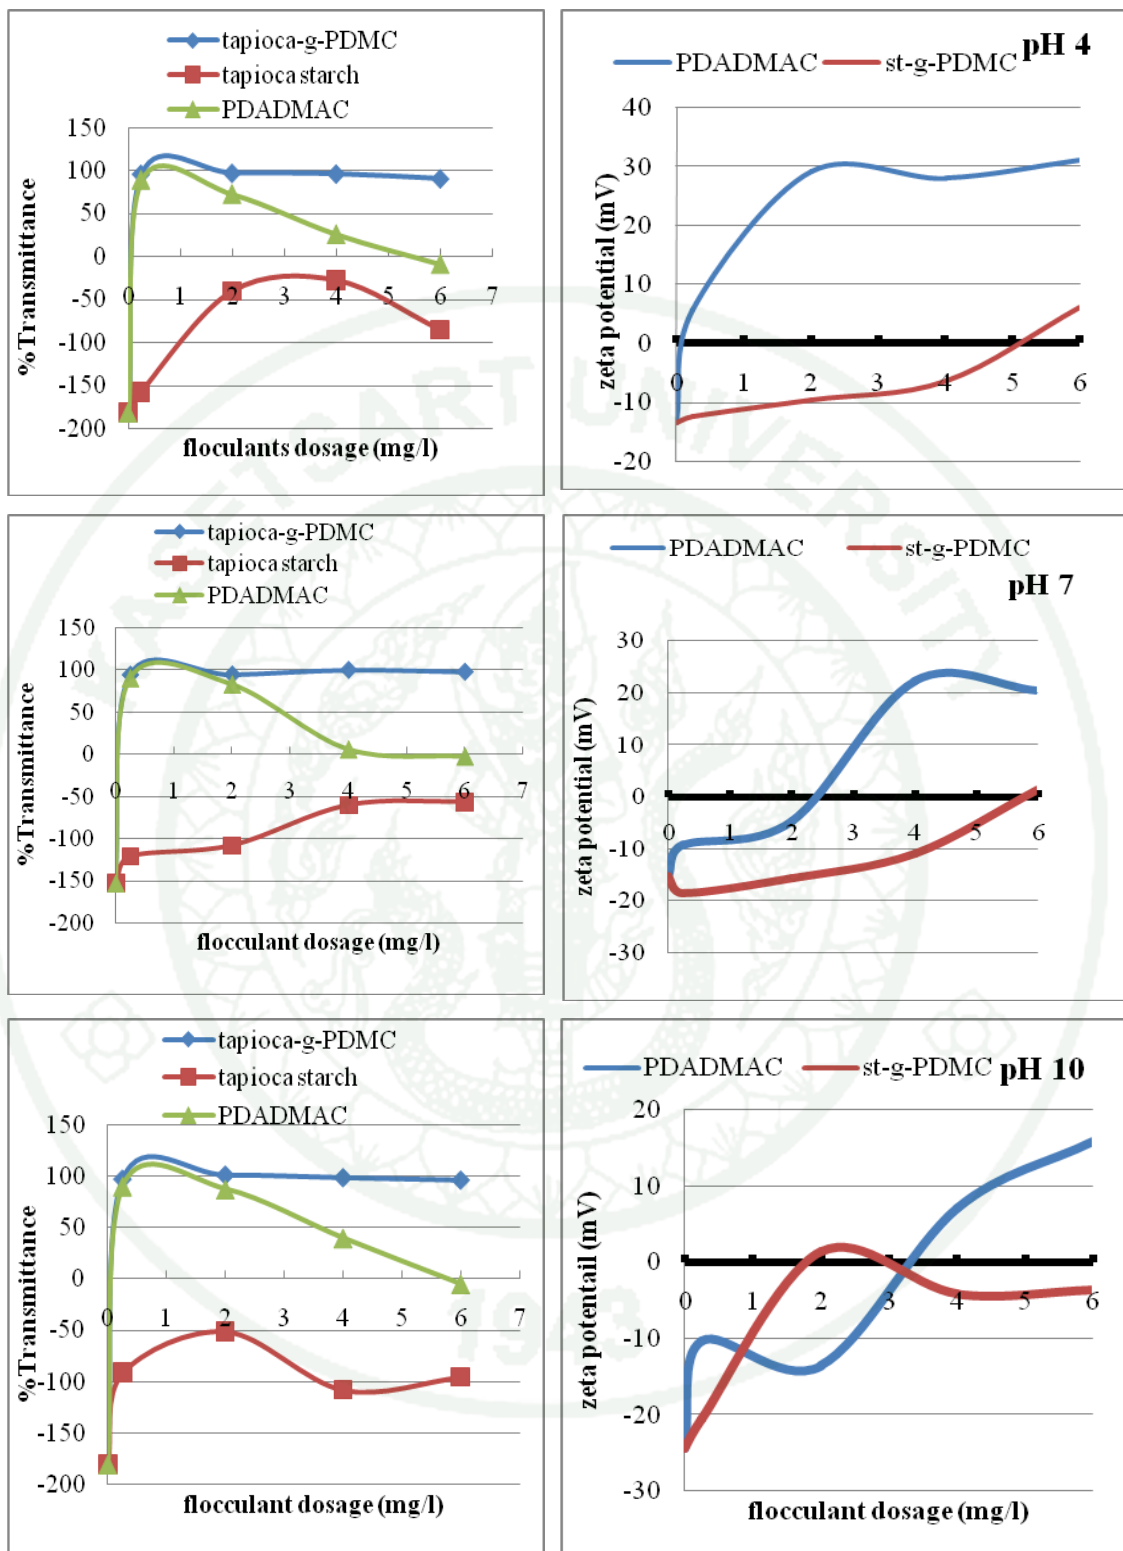 tapioca-g-PDMC
tapioca starch
PDADMAC
150
100
50
0
-50
-100
-150
-200
0 1 2 3 4 5 6 7
%Transmittance
floculants dosage (mg/l)
pH 4
PDADMAC st-g-PDMC
40
30
20
10
0
-10
-20
0 1 2 3 4 5 6
zeta potential (mV)
tapioca-g-PDMC
tapioca starch
PDADMAC
150
100
50
0
-50
-100
-150
-200
0 1 2 3 4 5 6 7
%Transmittance
flocculant dosage (mg/l)
PDADMAC st-g-PDMC
pH 7
30
20
10
0
-10
-20
-30
0 1 2 3 4 5 6
zeta potential (mV)
tapioca-g-PDMC
tapioca starch
PDADMAC
150
100
50
0
-50
-100
-150
-200
0 1 2 3 4 5 6 7
%Transmittance
flocculant dosage (mg/l)
PDADMAC st-g-PDMC pH 10
20
10
0
-10
-20
-30
0 1 2 3 4 5 6
zeta potentail (mV)
flocculant dosage (mg/l)
KASETSART UNIVERSITY
1943